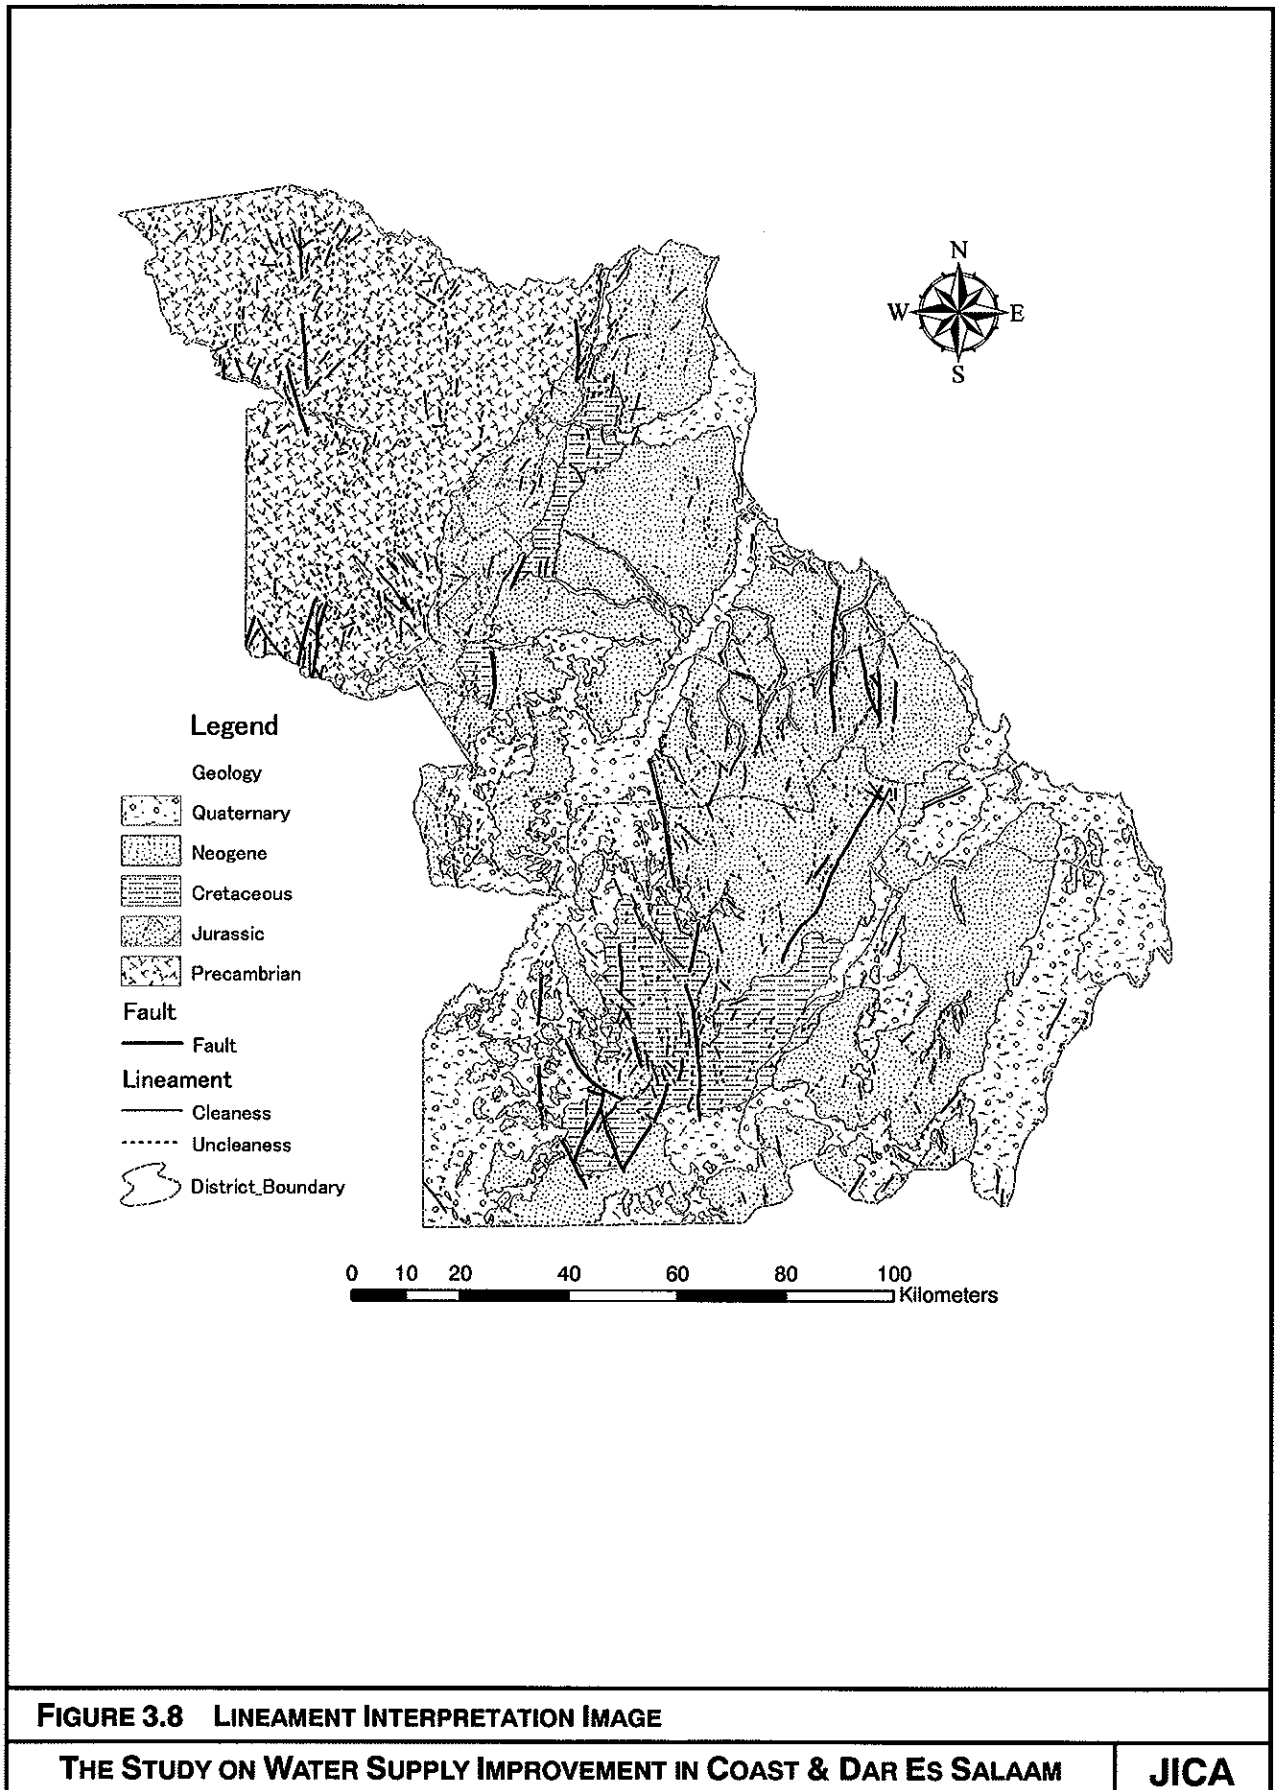 N
W E
S
Legend
Geology
Quaternary
Neogene
Cretaceous
Jurassic
Precambrian
Fault
Fault
Lineament
Cleaness
Uncleaness
District_Boundary
0 10 20 40 60 80 100
Kilometers
FIGURE 3.8 LINEAMENT INTERPRETATION IMAGE
THE STUDY ON WATER SUPPLY IMPROVEMENT IN COAST & DAR ES SALAAM JICA